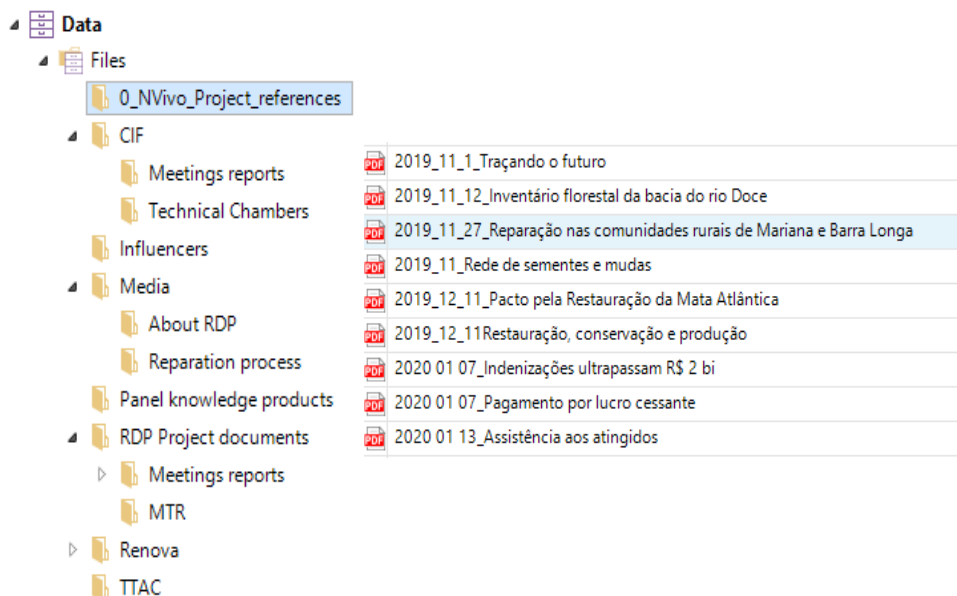 Data
Files
0_NVivo_Project_references
CIF
Meetings reports
Technical Chambers
Influencers
Media
About RDP
Reparation process
Panel knowledge products
RDP Project documents
Meetings reports
MTR
Renova
TTAC
PDF 2019_11_1_Traçando o futuro
PDF 2019_11_12_Inventário florestal da bacia do rio Doce
PDF 2019_11_27_Reparação nas comunidades rurais de Mariana e Barra Longa
PDF 2019_11_Rede de sementes e mudas
PDF 2019_12_11_Pacto pela Restauração da Mata Atlântica
PDF 2019_12_11Restauração, conservação e produção
PDF 2020 01 07_Indenizações ultrapassam R$ 2 bi
PDF 2020 01 07_Pagamento por lucro cessante
PDF 2020 01 13_Assistência aos atingidos